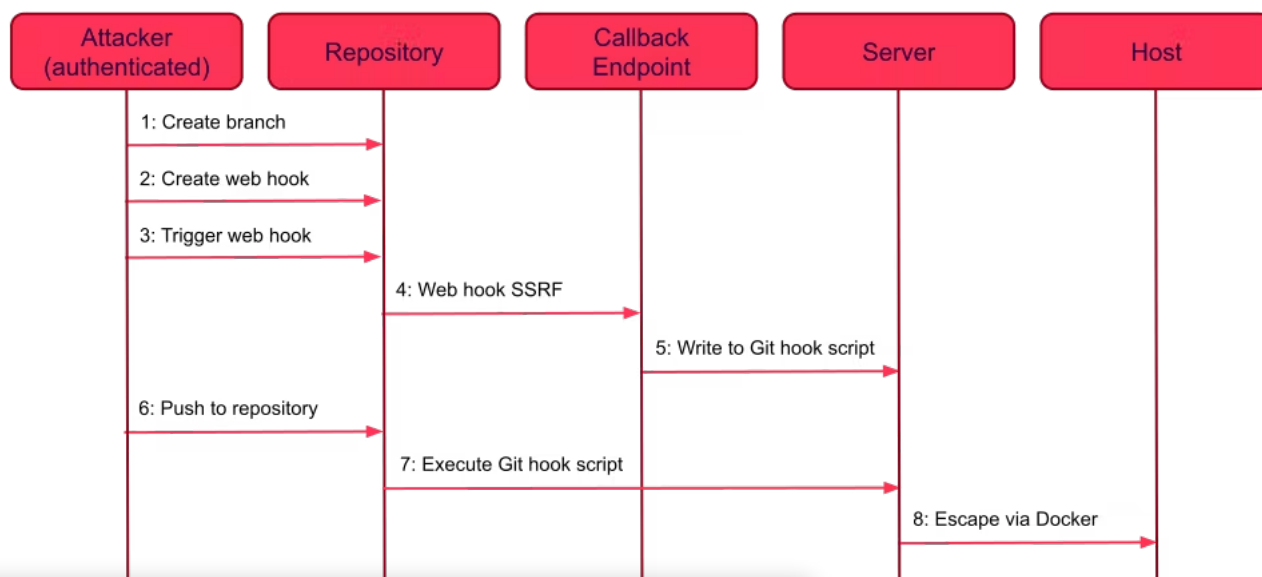 Attacker
(authenticated)
Repository
Callback
Endpoint
Server
Host
1: Create branch
2: Create web hook
3: Trigger web hook
4: Web hook SSRF
5: Write to Git hook script
6: Push to repository
7: Execute Git hook script
8: Escape via Docker